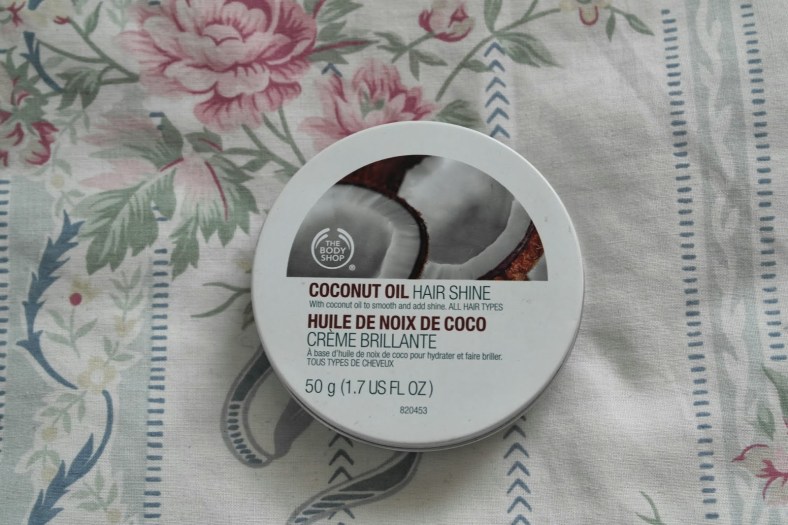 THE
BODY
SHOP
COCONUT OIL HAIR SHINE
With coconut oil to smooth and add shine. ALL HAIR TYPES
HUILE DE NOIX DE COCO
CRÈME BRILLANTE
À base d'huile de noix de coco pour hydrater et faire briller.
TOUS TYPES DE CHEVEUX
50 g (1.7 US FL OZ)
820453